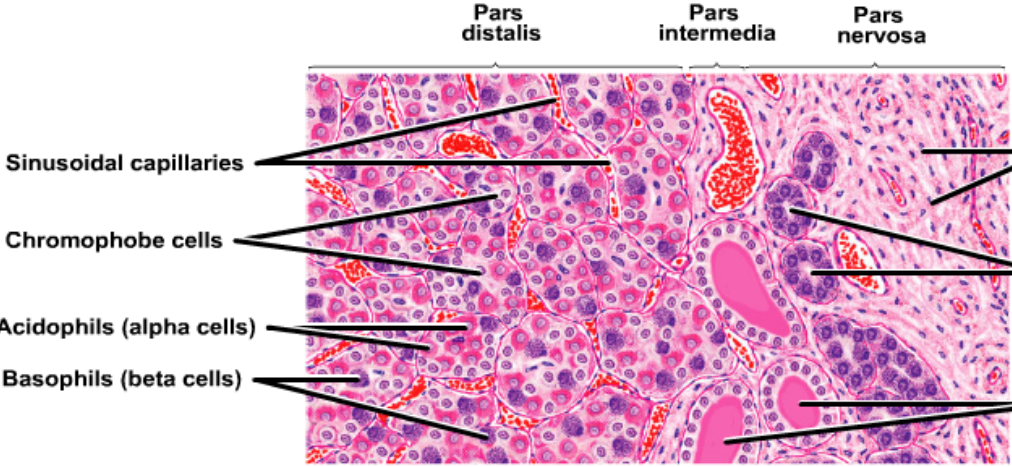 Pars distalis
Pars intermedia
Pars nervosa
Sinusoidal capillaries
Chromophobe cells
Acidophils (alpha cells)
Basophils (beta cells)